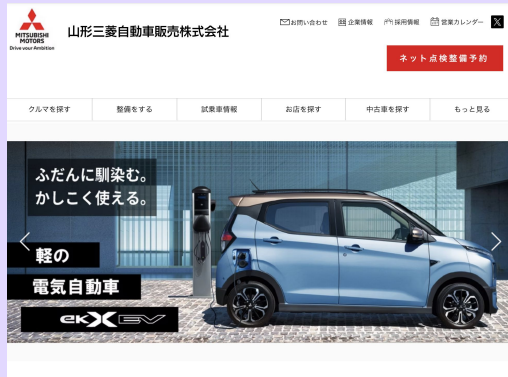 MITSUBISHI
MOTORS
Drive your Ambition
山形三菱自動車販売株式会社
お問い合わせ
企業情報
採用情報
営業カレンダー
X
ネット点検整備予約
クルマを探す
整備をする
試乗車情報
お店を探す
中古車を探す
もっと見る
ふだんに馴染む。
かしこく使える。
軽の
電気自動車
eKX EV